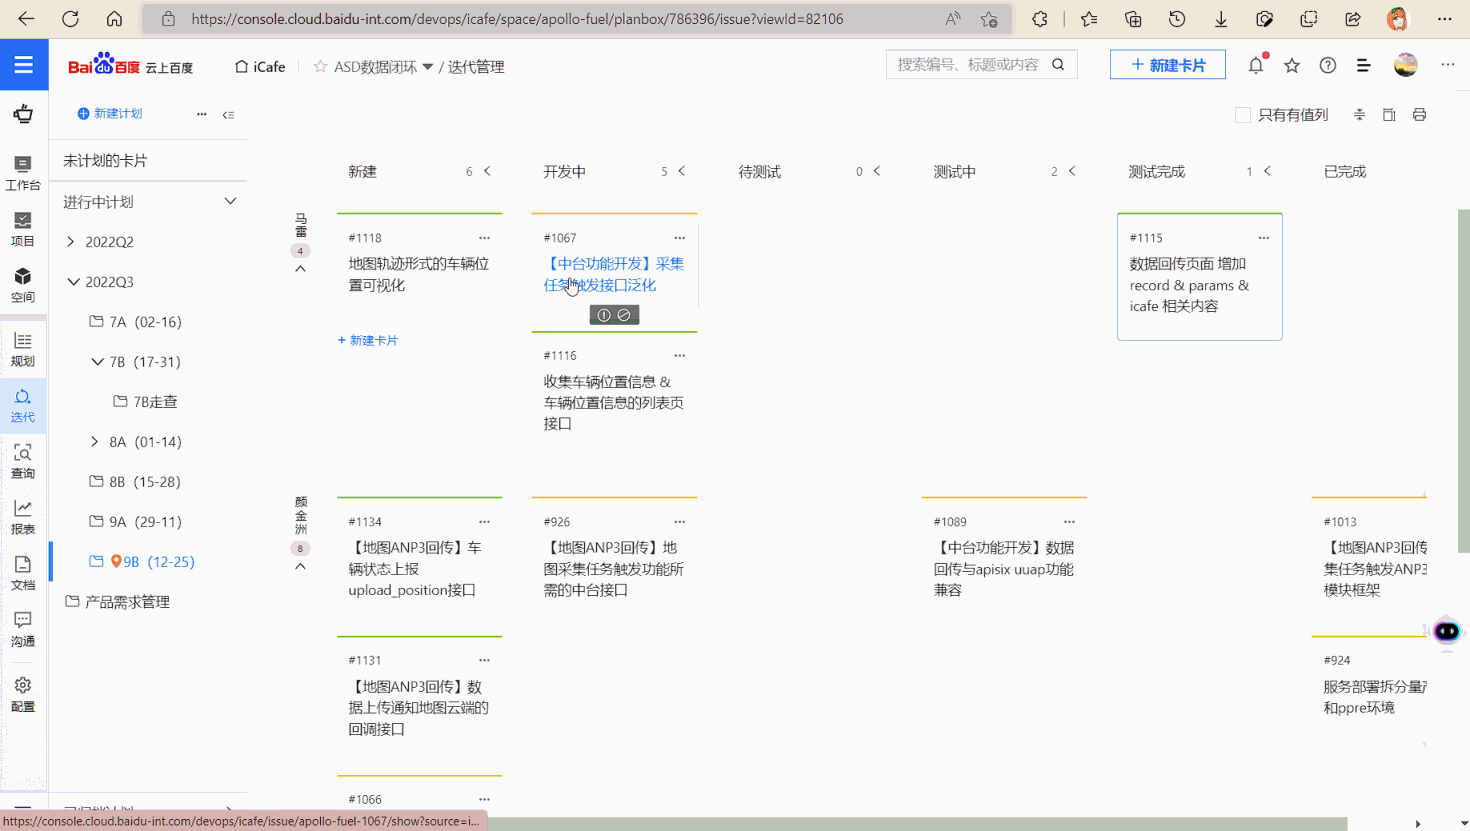 https://console.cloud.baidu-int.com/devops/icafe/space/apollo-fuel/planbox/786396/issue?viewId=82106
Bai du 百度 云上百度
iCafe
ASD数据闭环 / 迭代管理
搜索编号、标题或内容
+ 新建卡片
新建计划
只有有值列
工作台
项目
空间
规划
迭代
查询
报表
文档
沟通
配置
未计划的卡片
进行中计划
2022Q2
2022Q3
7A (02-16)
7B (17-31)
7B走查
8A (01-14)
8B (15-28)
9A (29-11)
9B (12-25)
产品需求管理
新建 6
开发中 5
待测试 0
测试中 2
测试完成 1
已完成
马
雷
4
#1118
地图轨迹形式的车辆位
置可视化
+ 新建卡片
#1067
【中台功能开发】采集
任务触发接口泛化
#1116
收集车辆位置信息 &
车辆位置信息的列表页
接口
#1115
数据回传页面 增加
record & params &
icafe 相关内容
颜
金
洲
8
#1134
【地图ANP3回传】车
辆状态上报
upload_position接口
#1131
【地图ANP3回传】数
据上传通知地图云端的
回调接口
#1066
#926
【地图ANP3回传】地
图采集任务触发功能所
需的中台接口
#1089
【中台功能开发】数据
回传与apisix uuap功能
兼容
#1013
【地图ANP3回传
集任务触发ANP3
模块框架
#924
服务部署拆分量
和ppre环境
https://console.cloud.baidu-int.com/devops/icafe/issue/apollo-fuel-1067/show?source=i...